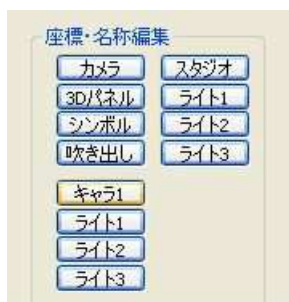 座標・名称編集
カメラ スタジオ
3Dパネル ライト1
シンボル ライト2
吹き出し ライト3
キャラ1
ライト1
ライト2
ライト3